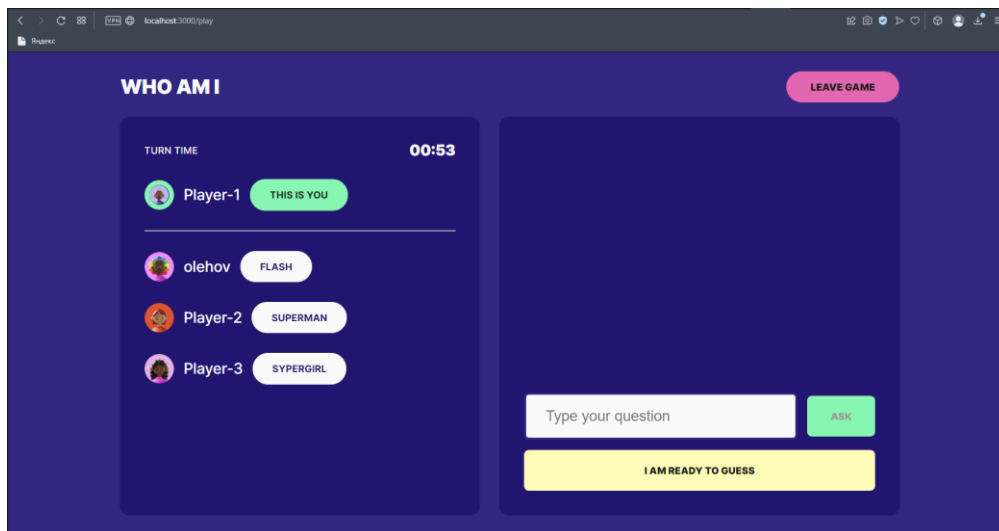 VPN localhost:3000/play
Яндекс
WHO AM I
LEAVE GAME
TURN TIME 00:53
Player-1 THIS IS YOU
olehov FLASH
Player-2 SUPERMAN
Player-3 SYPERGIRL
Type your question ASK
I AM READY TO GUESS